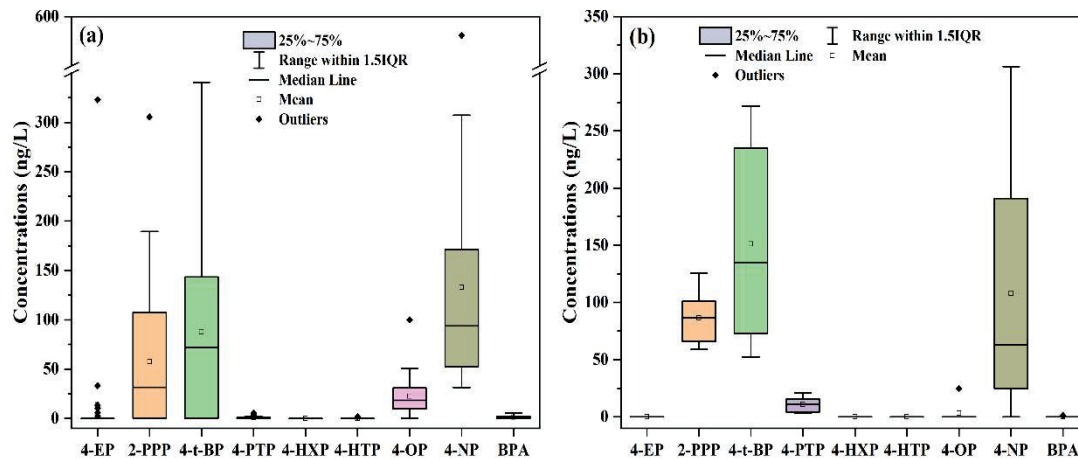 (a)
25%~75%
Range within 1.5IQR
Median Line
Mean
Outliers
Concentrations (ng/L)
600
300
250
200
150
100
50
0
4-EP 2-PPP 4-t-BP 4-PTP 4-HXP 4-HTP 4-OP 4-NP BPA
(b)
25%~75% Range within 1.5IQR
Median Line Mean
Outliers
Concentrations (ng/L)
350
300
250
200
150
100
50
0
4-EP 2-PPP 4-t-BP 4-PTP 4-HXP 4-HTP 4-OP 4-NP BPA